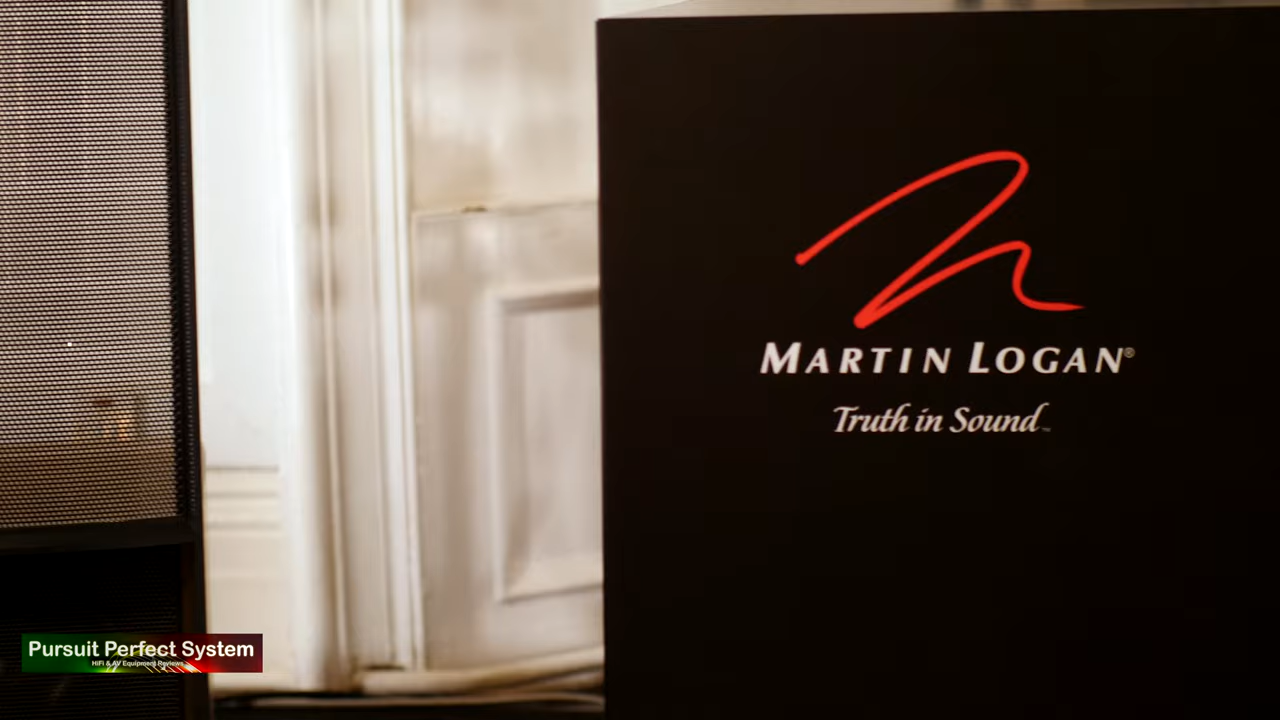 MARTIN LOGAN®
Truth in Sound™
Pursuit Perfect System
HiFi & AV Equipment Reviews